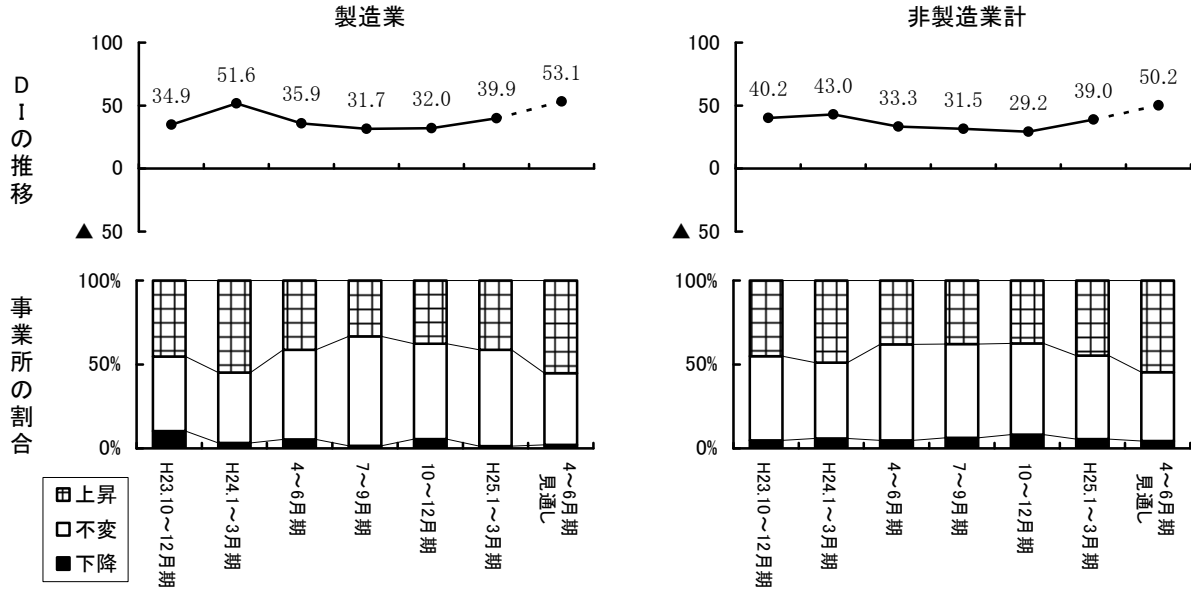 製造業
非製造業計
DIの推移
100
50
0
▲ 50
34.9
51.6
35.9
31.7
32.0
39.9
53.1
100
50
0
▲ 50
40.2
43.0
33.3
31.5
29.2
39.0
50.2
事業所の割合
100%
50%
0%
H23.10～12月期
H24.1～3月期
4～6月期
7～9月期
10～12月期
H25.1～3月期
4～6月期
見通し
100%
50%
0%
H23.10～12月期
H24.1～3月期
4～6月期
7～9月期
10～12月期
H25.1～3月期
4～6月期
見通し
上昇
不変
下降